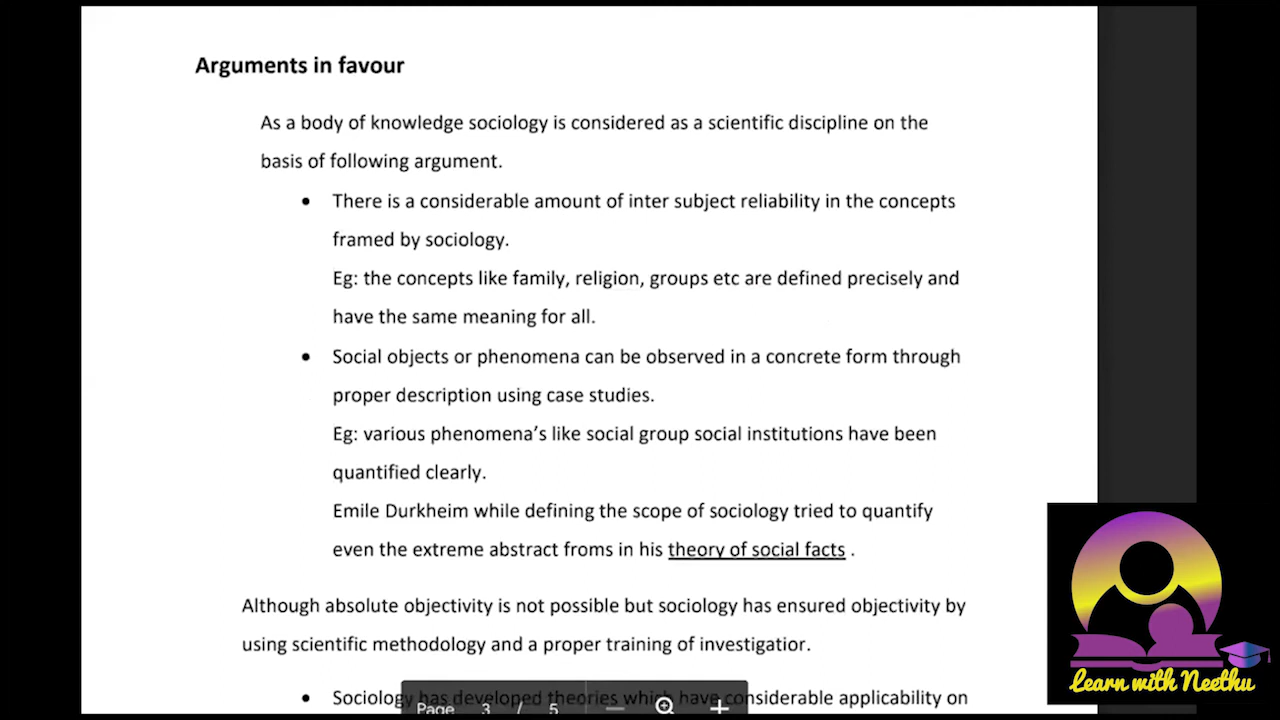 Arguments in favour
As a body of knowledge sociology is considered as a scientific discipline on the
basis of following argument.
• There is a considerable amount of inter subject reliability in the concepts
framed by sociology.
Eg: the concepts like family, religion, groups etc are defined precisely and
have the same meaning for all.
• Social objects or phenomena can be observed in a concrete form through
proper description using case studies.
Eg: various phenomena's like social group social institutions have been
quantified clearly.
Emile Durkheim while defining the scope of sociology tried to quantify
even the extreme abstract froms in his theory of social facts .
Although absolute objectivity is not possible but sociology has ensured objectivity by
using scientific methodology and a proper training of investigatior.
• Sociology has developed theories which have considerable applicability on
Page 3 / 5
Learn with Neethu